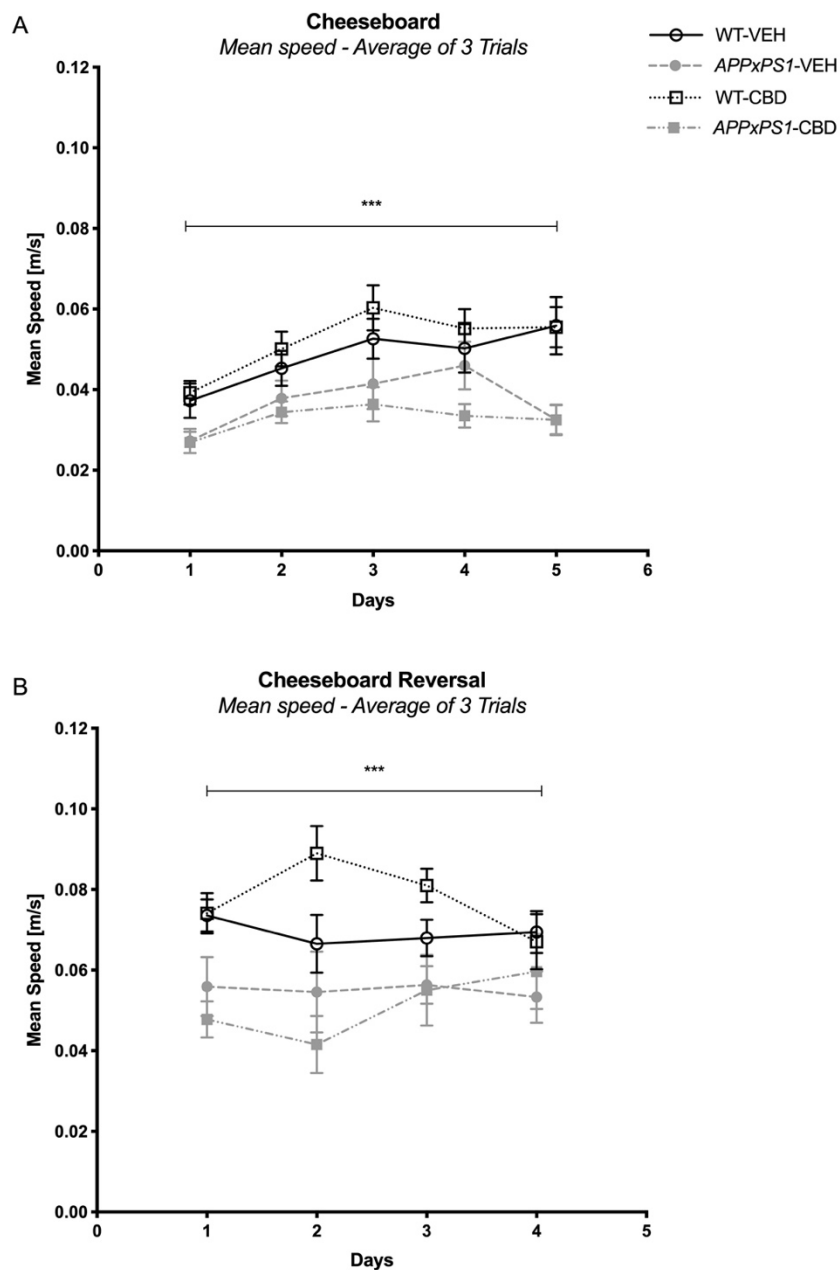 A
Cheeseboard
Mean speed - Average of 3 Trials
WT-VEH
APPxPS1-VEH
WT-CBD
APPxPS1-CBD
0.12
0.10
0.08
0.06
0.04
0.02
0.00
Mean Speed [m/s]
***
0 1 2 3 4 5 6
Days
B
Cheeseboard Reversal
Mean speed - Average of 3 Trials
0.12
0.10
0.08
0.06
0.04
0.02
0.00
Mean Speed [m/s]
***
0 1 2 3 4 5
Days